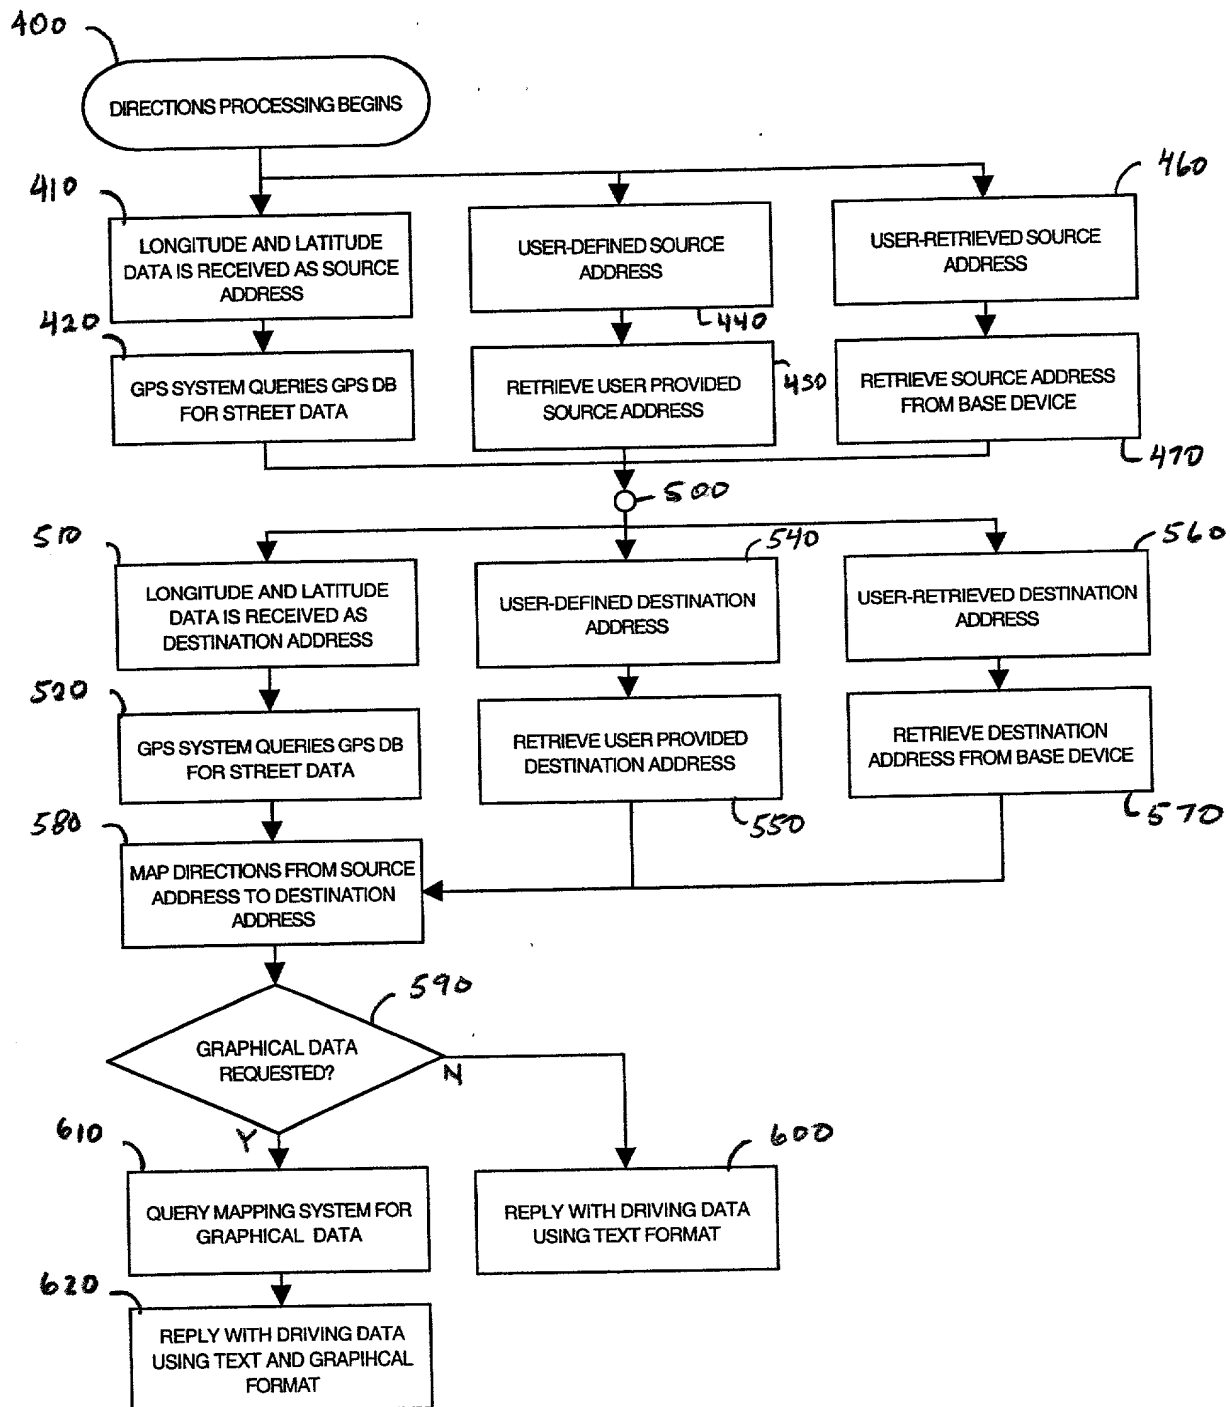 400
DIRECTIONS PROCESSING BEGINS
410
460
LONGITUDE AND LATITUDE
DATA IS RECEIVED AS SOURCE
ADDRESS
USER-DEFINED SOURCE
ADDRESS
USER-RETRIEVED SOURCE
ADDRESS
420
440
GPS SYSTEM QUERIES GPS DB
FOR STREET DATA
RETRIEVE USER PROVIDED
SOURCE ADDRESS
450
RETRIEVE SOURCE ADDRESS
FROM BASE DEVICE
470
500
510
540
560
LONGITUDE AND LATITUDE
DATA IS RECEIVED AS
DESTINATION ADDRESS
USER-DEFINED DESTINATION
ADDRESS
USER-RETRIEVED DESTINATION
ADDRESS
520
GPS SYSTEM QUERIES GPS DB
FOR STREET DATA
RETRIEVE USER PROVIDED
DESTINATION ADDRESS
RETRIEVE DESTINATION
ADDRESS FROM BASE DEVICE
580
550
570
MAP DIRECTIONS FROM SOURCE
ADDRESS TO DESTINATION
ADDRESS
590
GRAPHICAL DATA
REQUESTED?
N
Y
610
600
QUERY MAPPING SYSTEM FOR
GRAPHICAL DATA
REPLY WITH DRIVING DATA
USING TEXT FORMAT
620
REPLY WITH DRIVING DATA
USING TEXT AND GRAPIHCAL
FORMAT